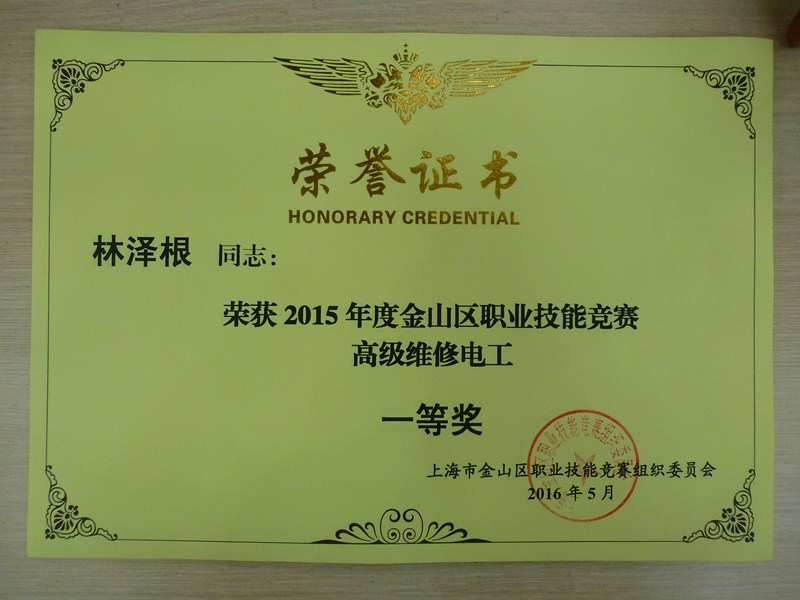 荣誉证书
HONORARY CREDENTIAL
林泽根 同志：
荣获 2015 年度金山区职业技能竞赛
高级维修电工
一等奖
上海市金山区职业技能竞赛组织委员会
2016 年 5 月